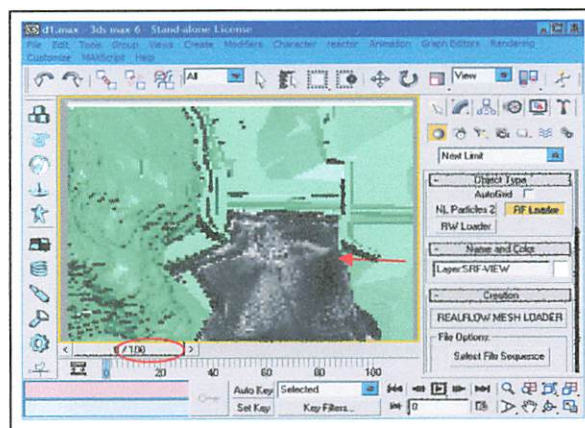 d1.max - 3ds max 6 - Stand-alone License
File Edit Tools Group Views Create Modifiers Character reactor Animation Graph Editors Rendering
Customize MAXScript Help
All
View
Next Limit
- Object Type
AutoGrid
NL Particles 2 RF Loader
RW Loader
- Name and Color
Layer:SRF-VIEW
- Creation
REALFLOW MESH LOADER
File Options:
Select File Sequence
< / 100 >
0 20 40 60 80 100
Auto Key Selected
Set Key Key Filters...
0